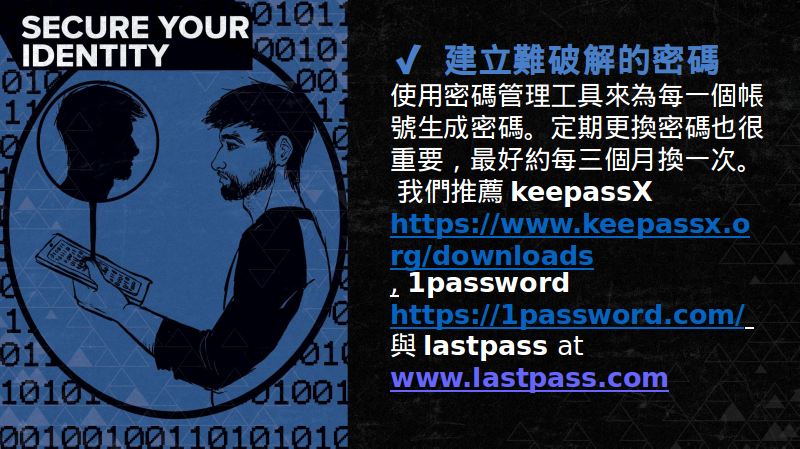 SECURE YOUR
IDENTITY
✓ 建立難破解的密碼
使用密碼管理工具來為每一個帳
號生成密碼。定期更換密碼也很
重要，最好約每三個月換一次。
我們推薦 keepassX
https://www.keepassx.o
rg/downloads
, 1password
https://1password.com/
與 lastpass at
www.lastpass.com